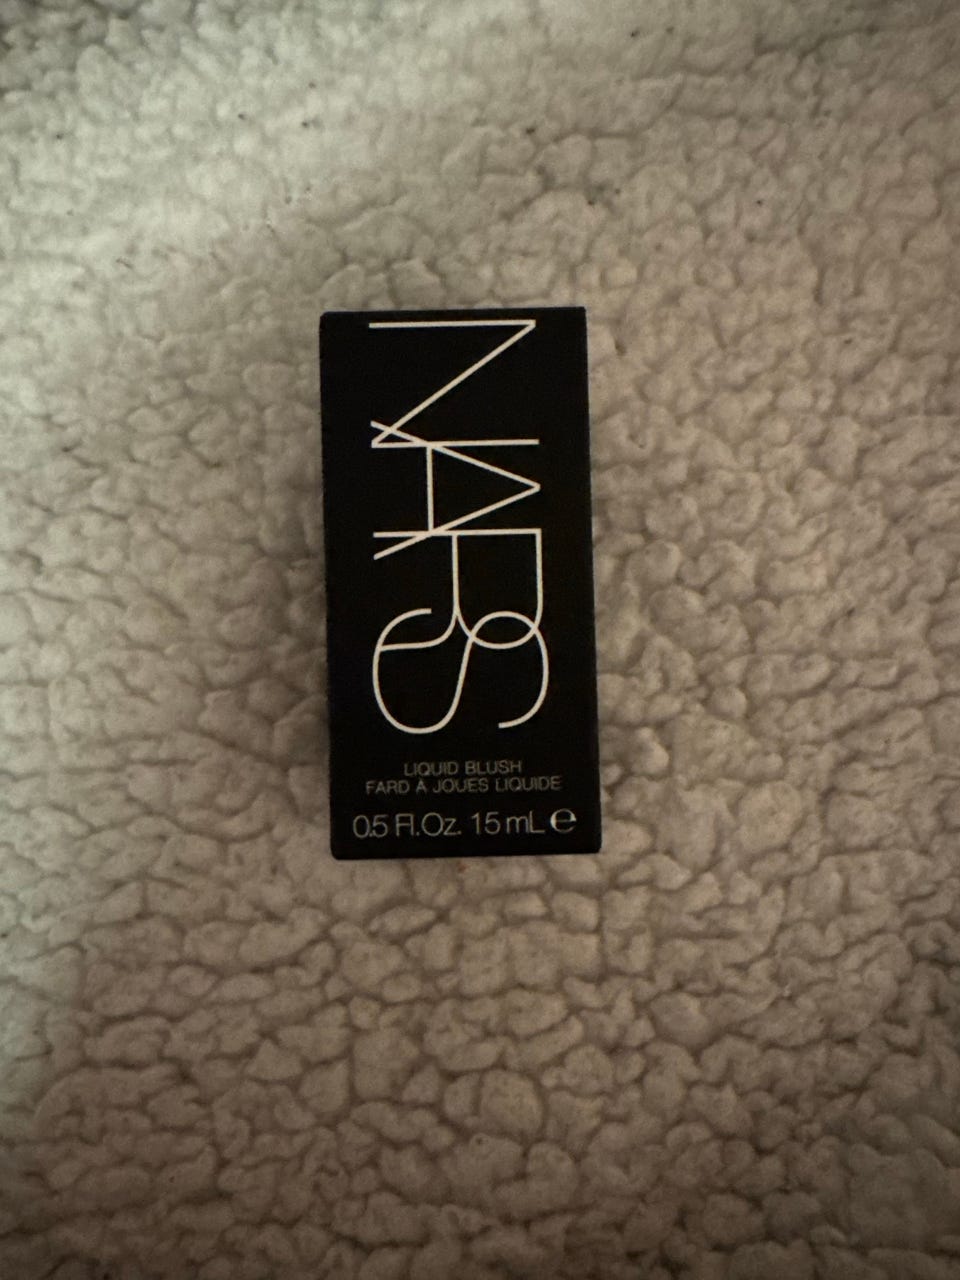 NARS
LIQUID BLUSH
FARD À JOUES LIQUIDE
0.5 Fl.Oz. 15 mL ℮